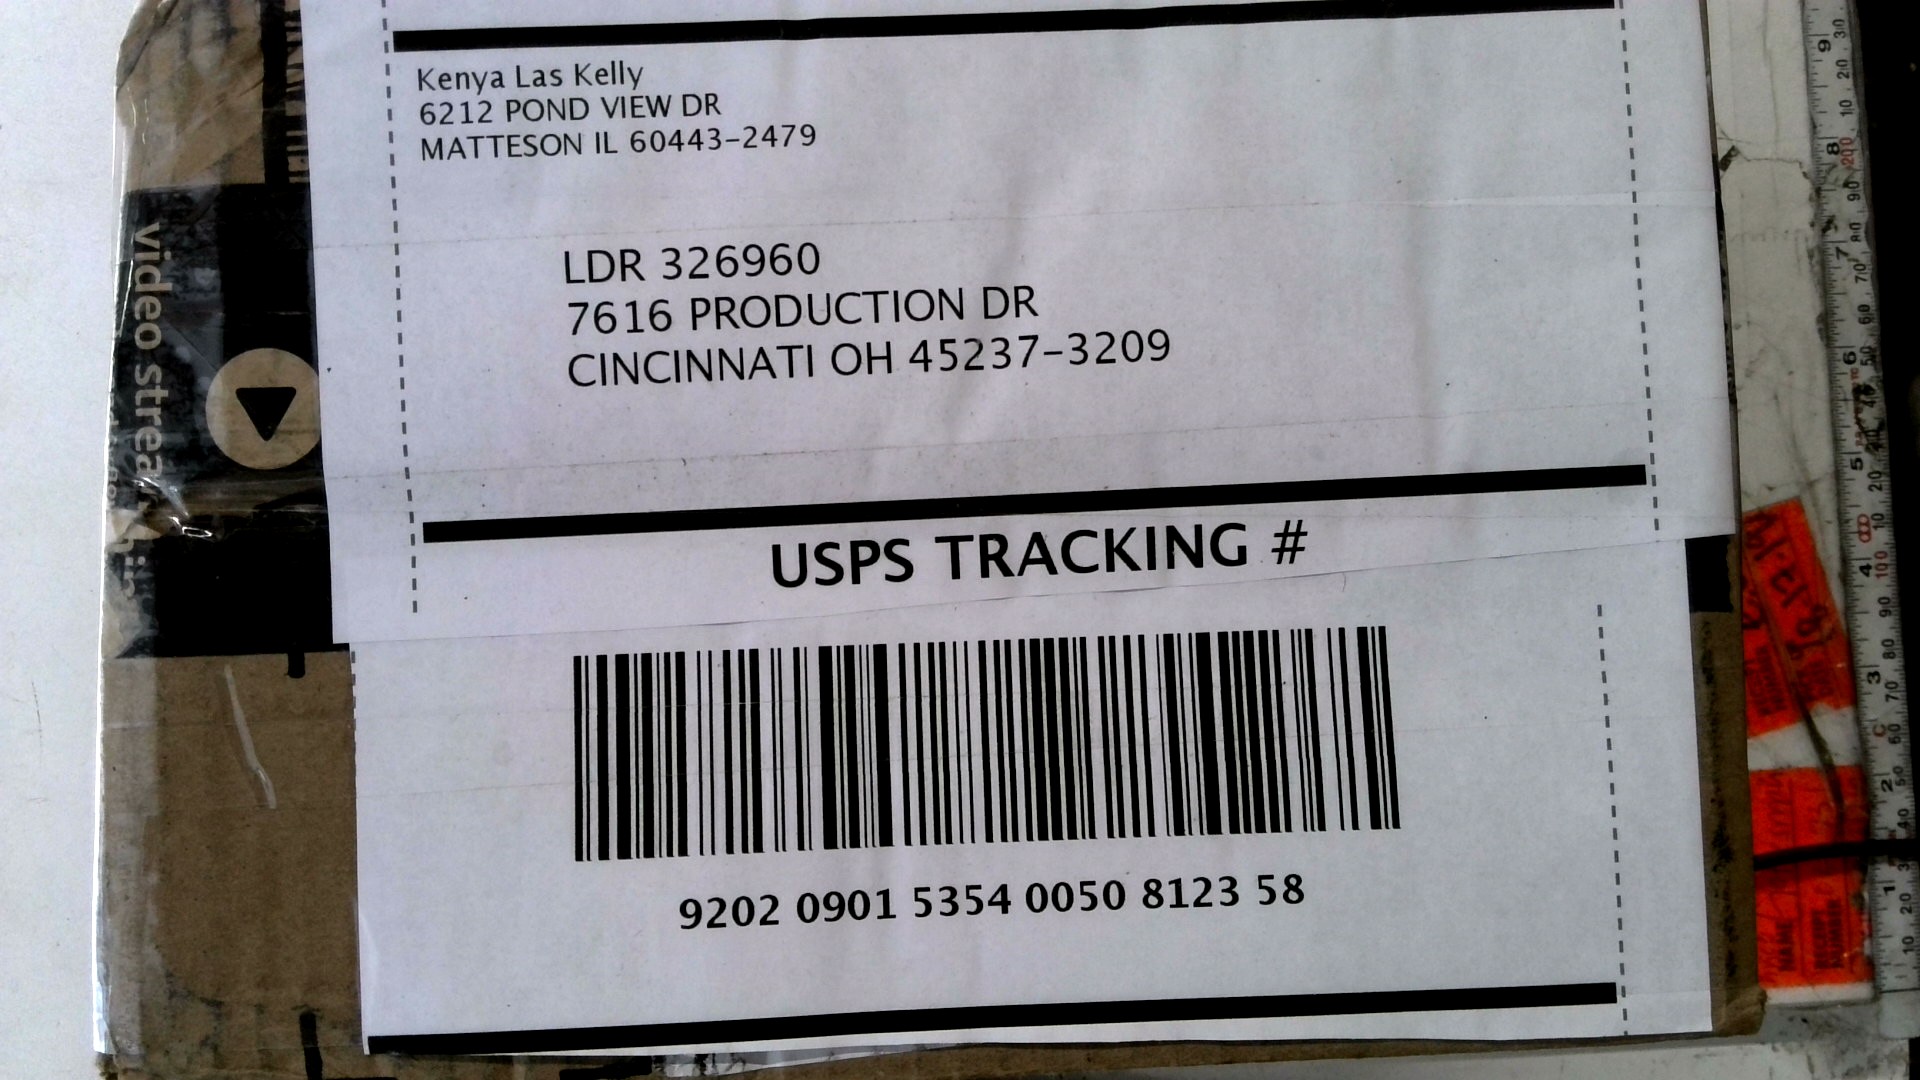 Kenya Las Kelly
6212 POND VIEW DR
MATTESON IL 60443-2479
LDR 326960
7616 PRODUCTION DR
CINCINNATI OH 45237-3209
USPS TRACKING #
9202 0901 5354 0050 8123 58
video strea
NAME